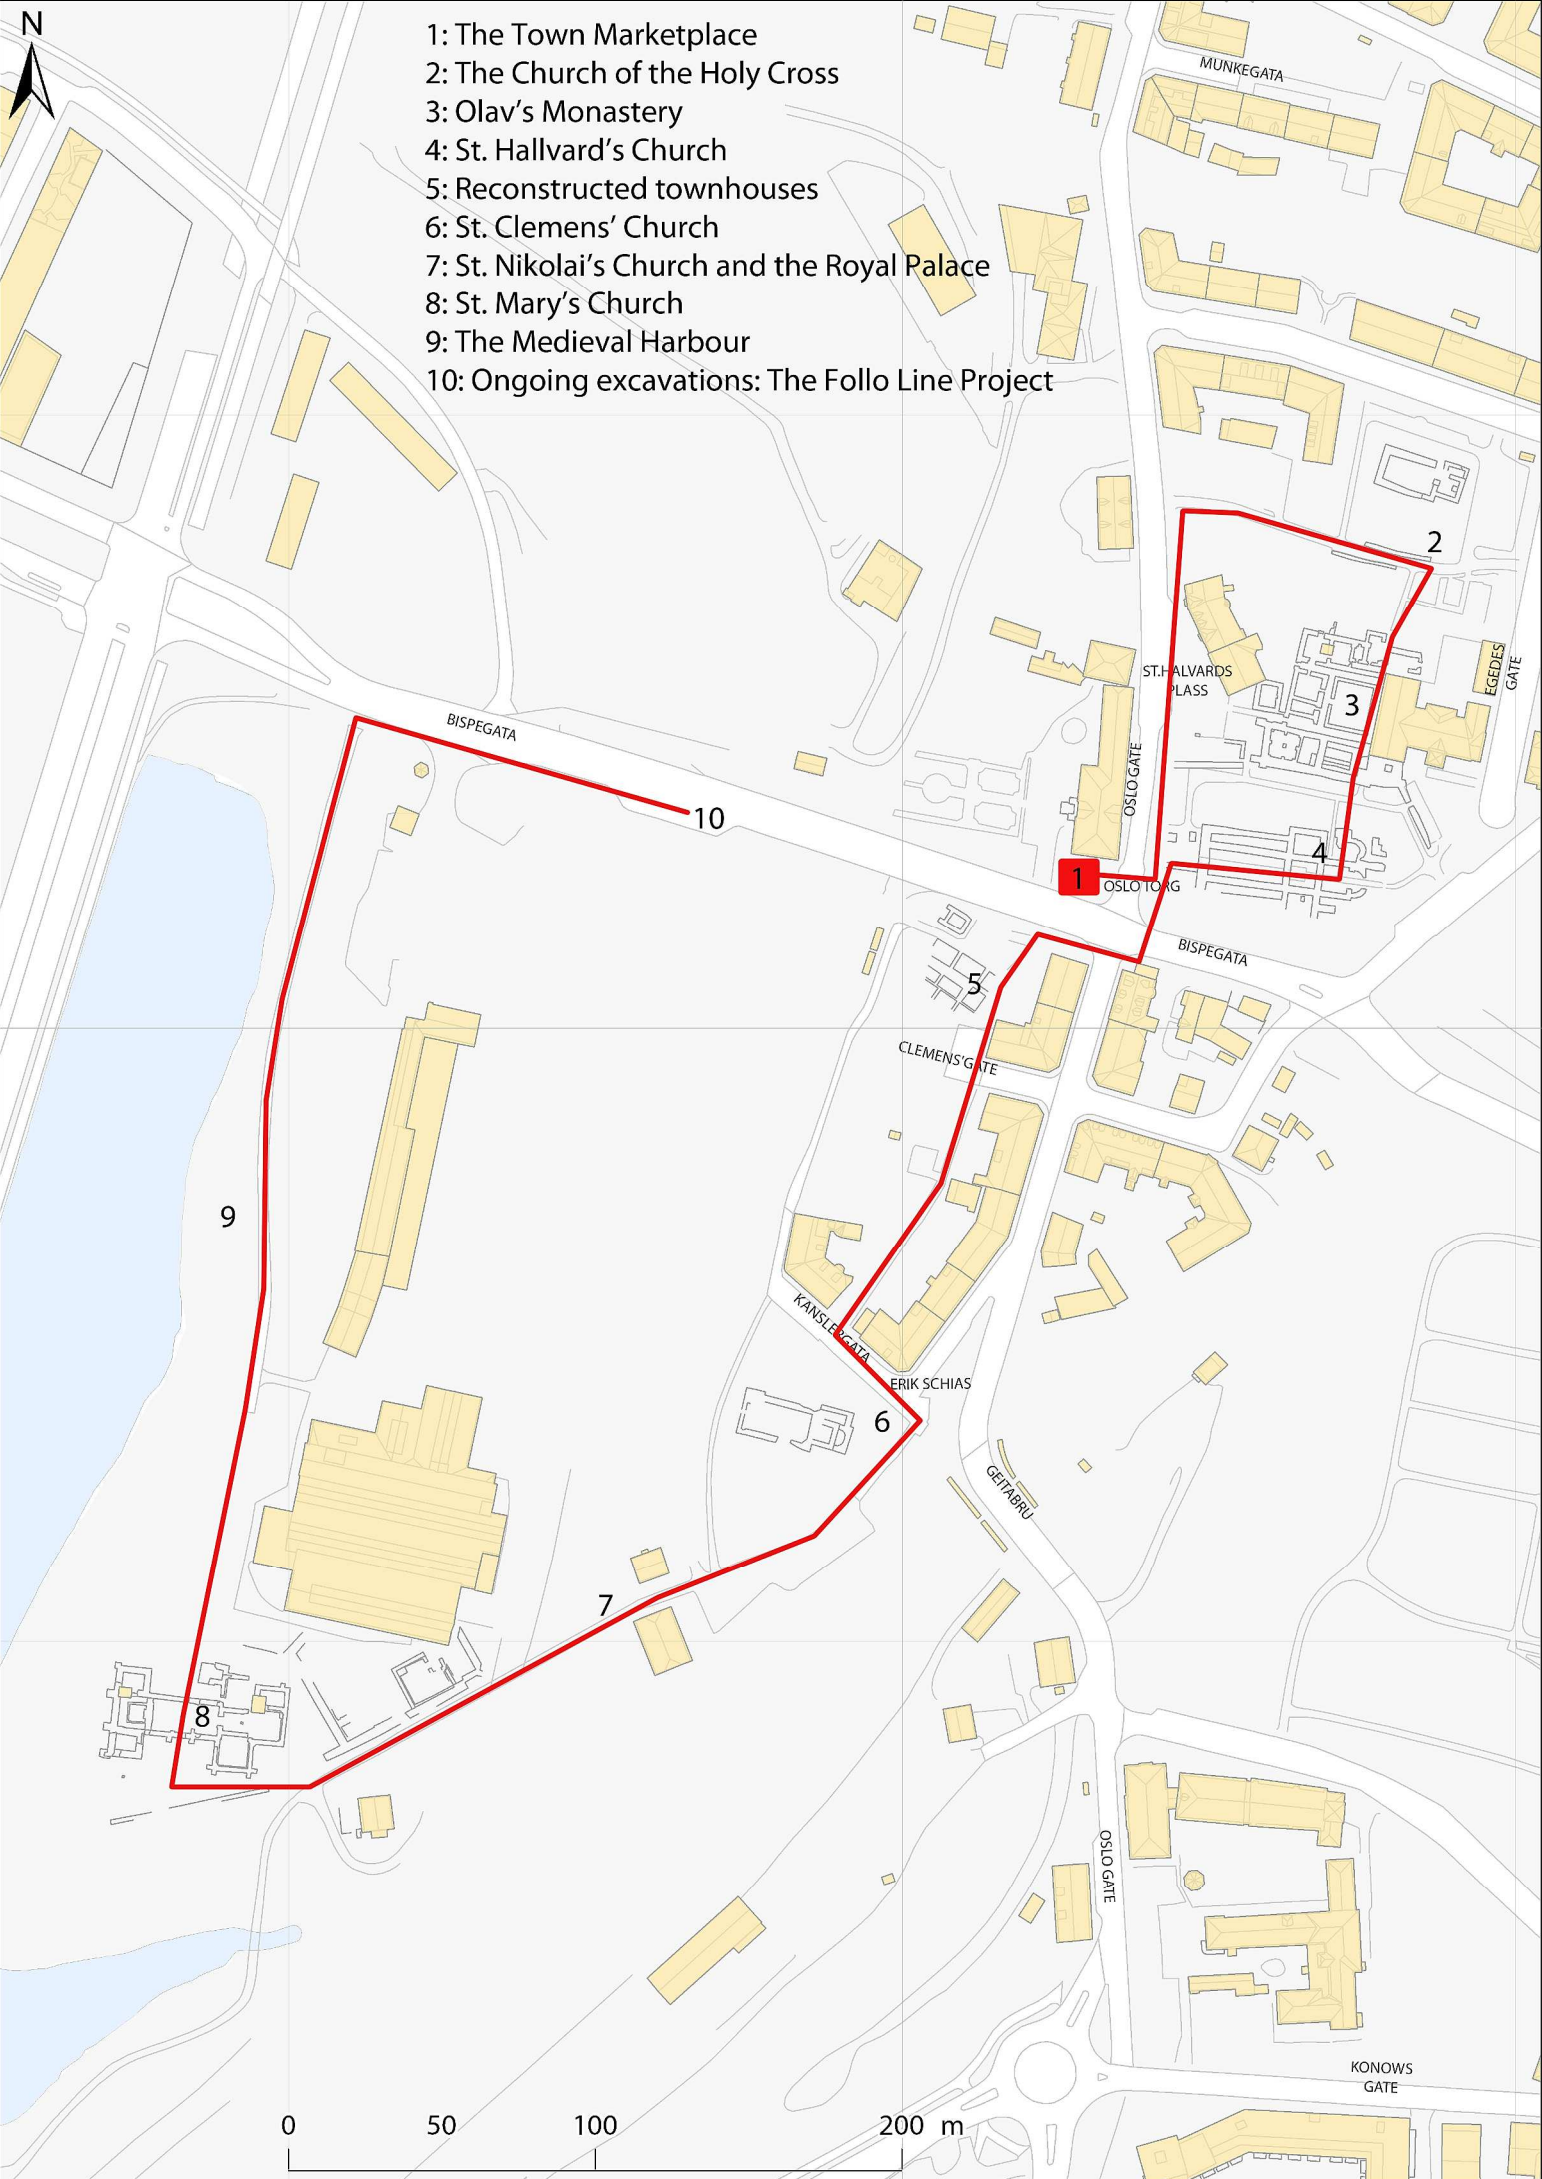 N
1: The Town Marketplace
2: The Church of the Holy Cross
3: Olav’s Monastery
4: St. Hallvard’s Church
5: Reconstructed townhouses
6: St. Clemens’ Church
7: St. Nikolai’s Church and the Royal Palace
8: St. Mary’s Church
9: The Medieval Harbour
10: Ongoing excavations: The Follo Line Project
MUNKEGATA
2
EGEDES
GATE
ST.HALVARDS
PLASS
3
BISPEGATA
OSLO GATE
10
4
1
OSLO TORG
BISPEGATA
5
CLEMENS'GATE
9
KANSLERGATA
ERIK SCHIAS
6
GEITABRU
7
8
OSLO GATE
KONOWS
GATE
0 50 100 200 m